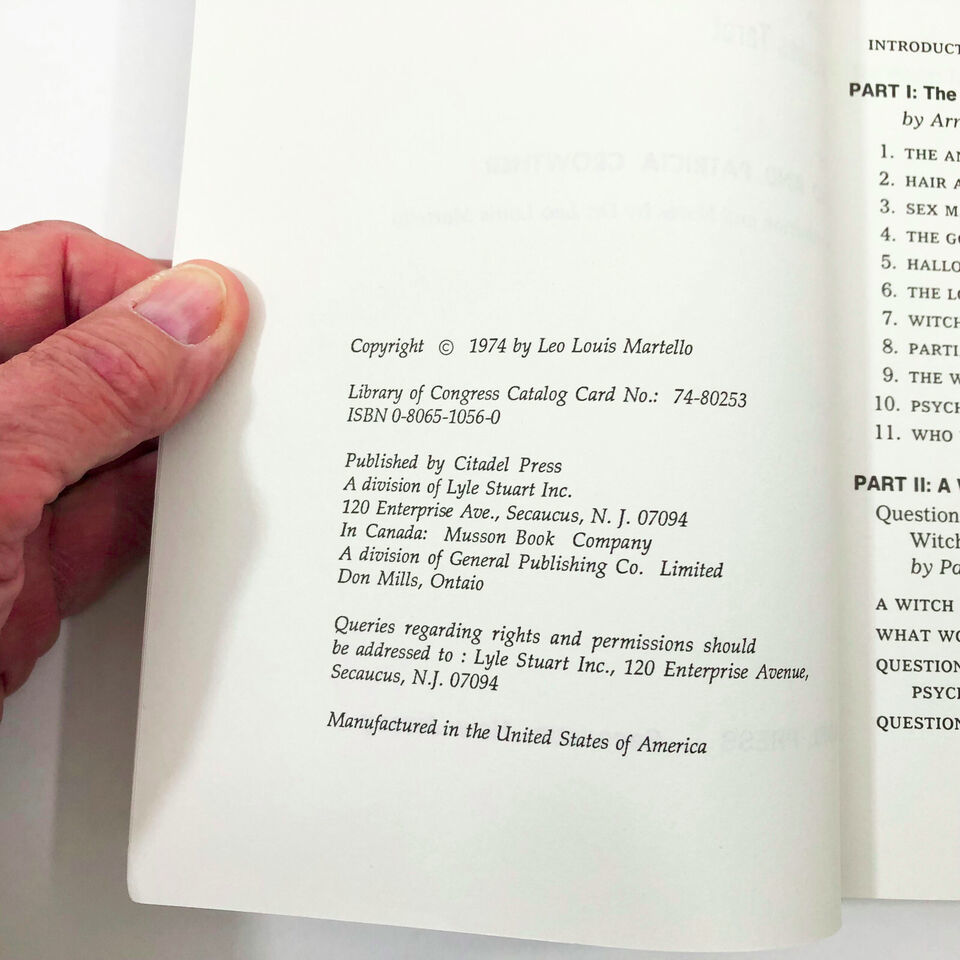 Copyright © 1974 by Leo Louis Martello
Library of Congress Catalog Card No.: 74-80253
ISBN 0-8065-1056-0
Published by Citadel Press
A division of Lyle Stuart Inc.
120 Enterprise Ave., Secaucus, N. J. 07094
In Canada: Musson Book Company
A division of General Publishing Co. Limited
Don Mills, Ontaio
Queries regarding rights and permissions should
be addressed to : Lyle Stuart Inc., 120 Enterprise Avenue,
Secaucus, N.J. 07094
Manufactured in the United States of America
INTRODUCT
PART I: The
by Arn
1. THE AN
2. HAIR A
3. SEX M
4. THE GO
5. HALLO
6. THE LO
7. WITCH
8. PARTI
9. THE W
10. PSYCH
11. WHO
PART II: A
Question
Witch
by Pa
A WITCH
WHAT WO
QUESTION
PSYCH
QUESTION